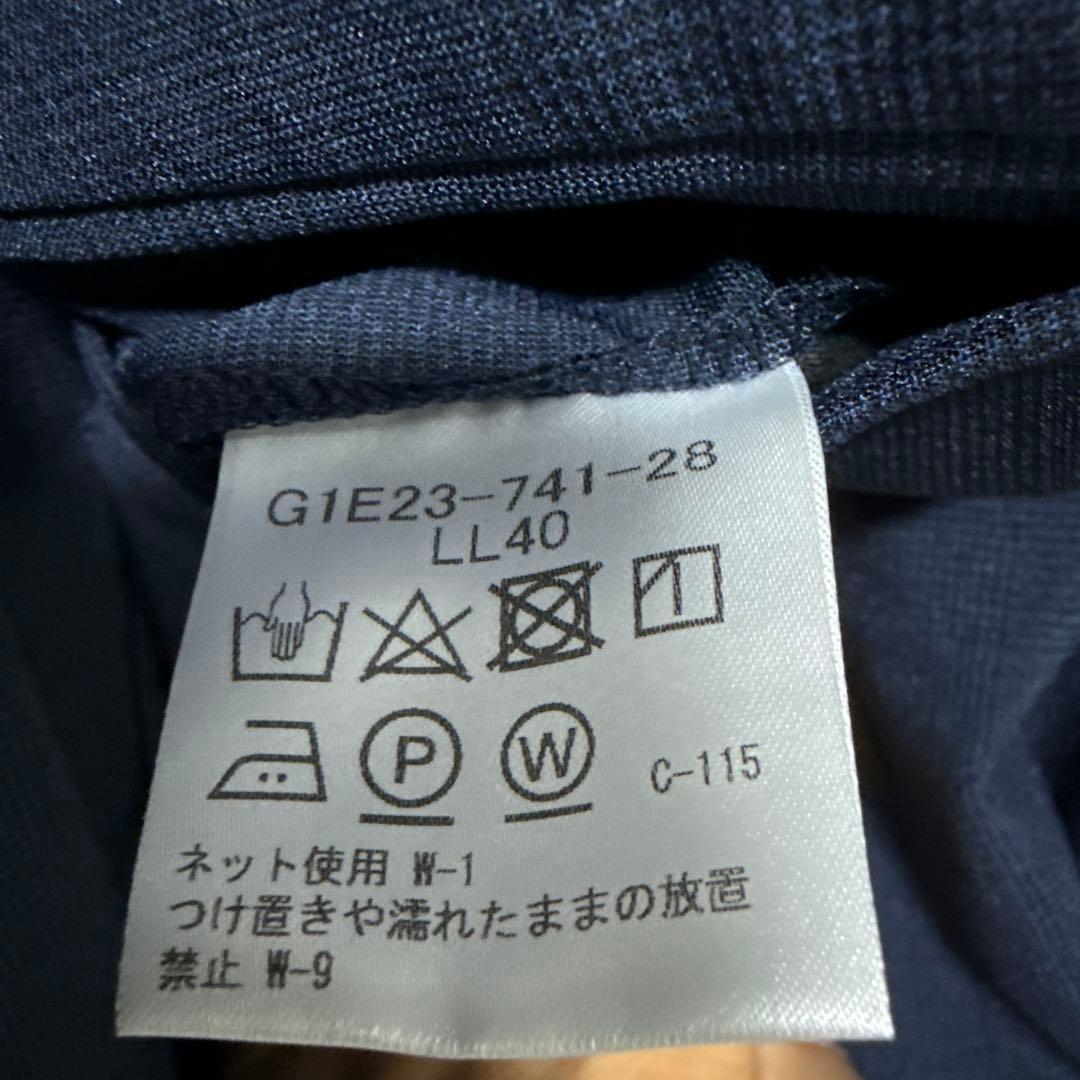 G1E23-741-28
LL40
P W C-115
ネット使用 W-1
つけ置きや濡れたままの放置
禁止 W-9